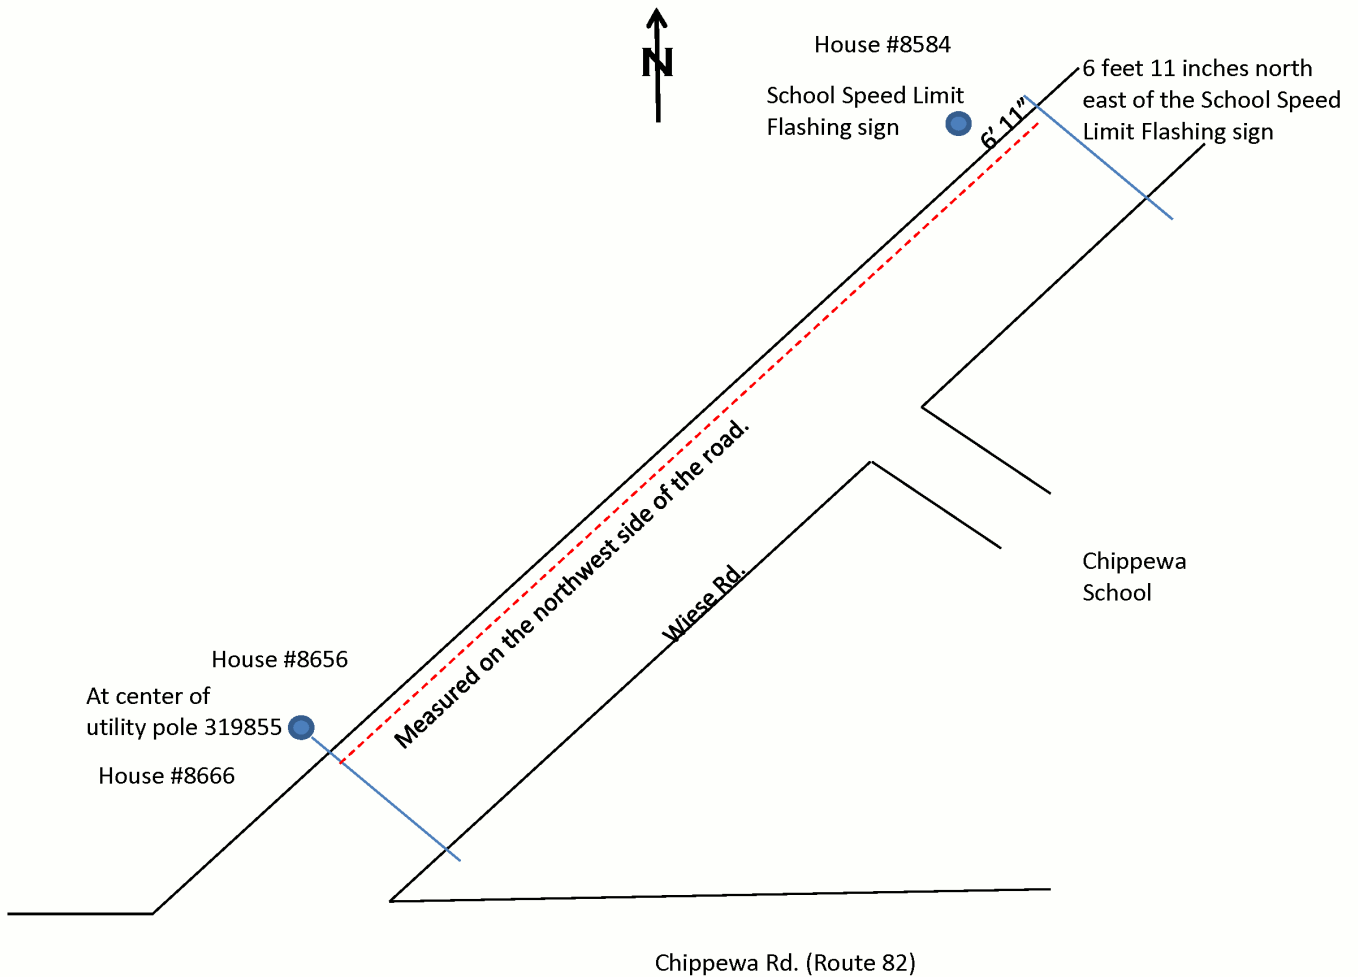 N
House #8584
School Speed Limit
Flashing sign
6' 11”
6 feet 11 inches north
east of the School Speed
Limit Flashing sign
Measured on the northwest side of the road.
Wiese Rd.
Chippewa
School
House #8656
At center of
utility pole 319855
House #8666
Chippewa Rd. (Route 82)